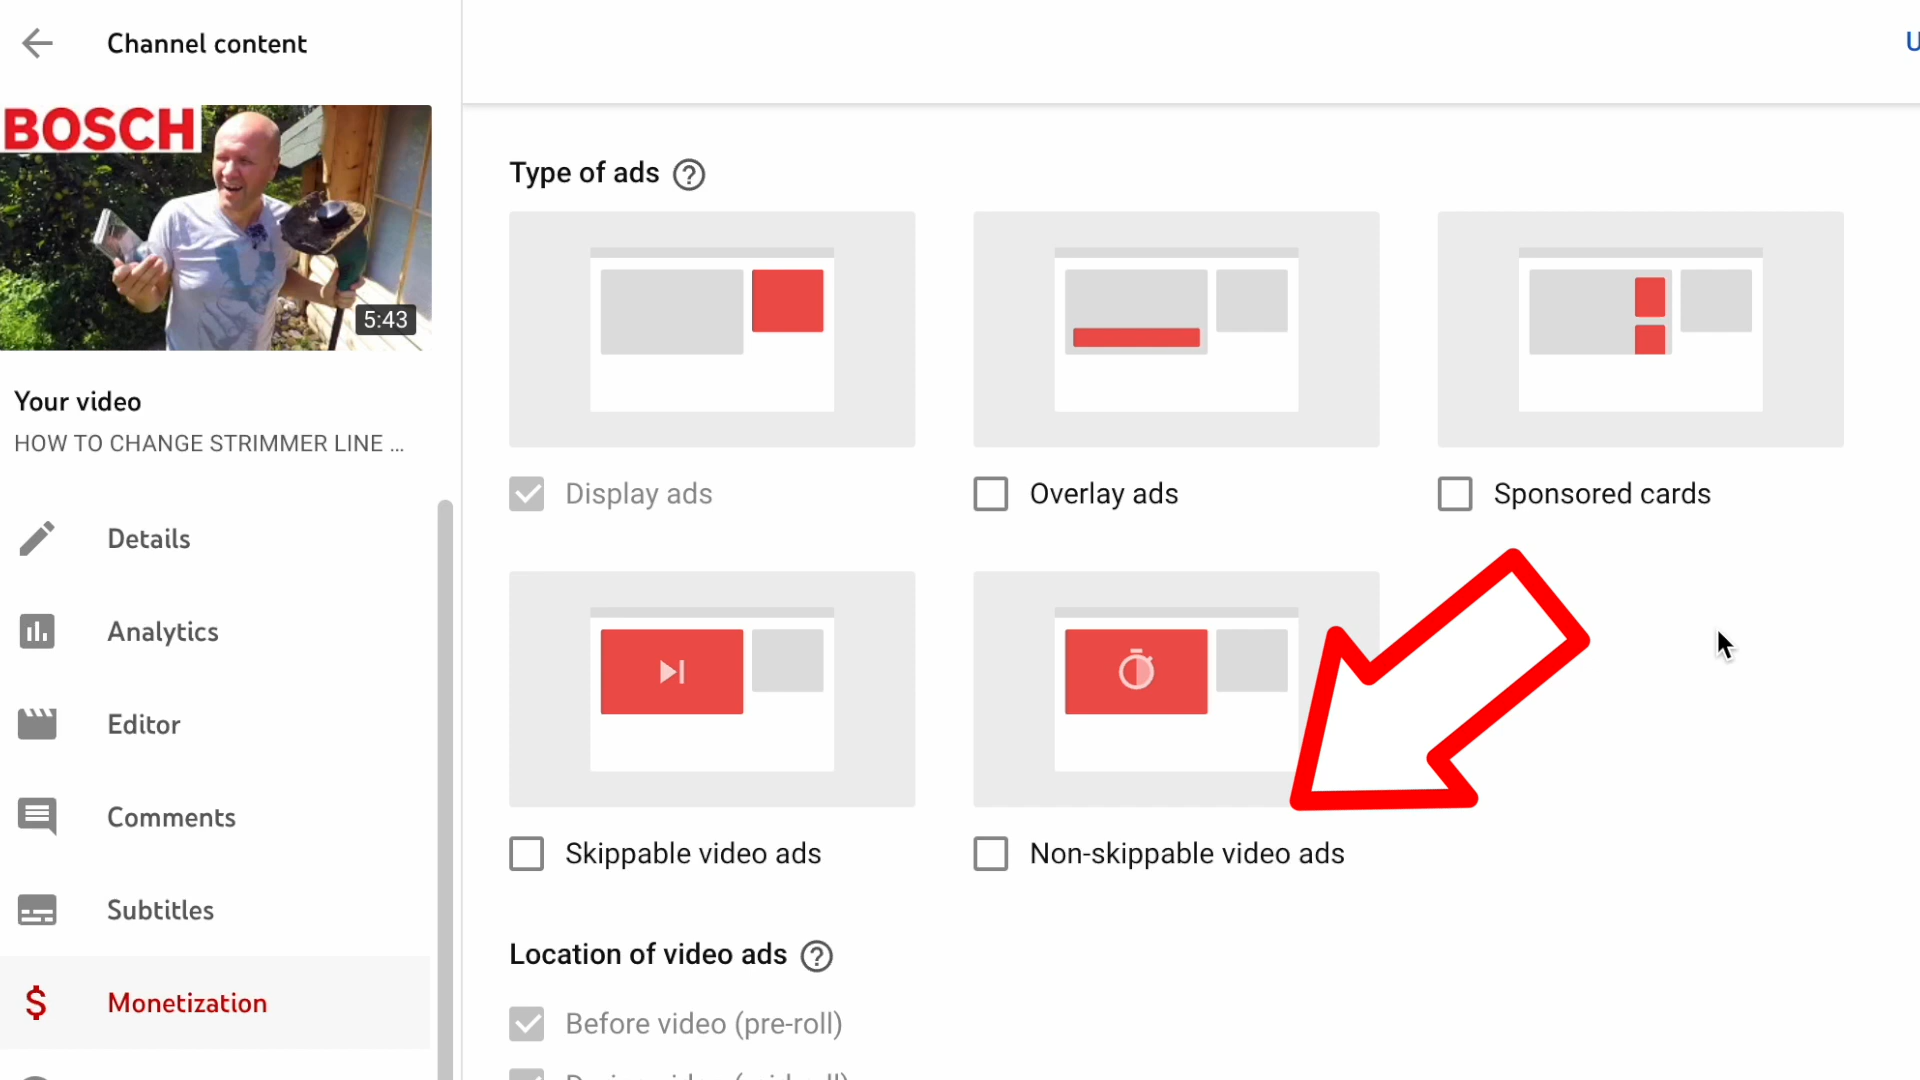 Channel content
U
BOSCH
5:43
Your video
HOW TO CHANGE STRIMMER LINE ...
Details
Analytics
Editor
Comments
Subtitles
$ Monetization
Type of ads ?
Display ads
Overlay ads
Sponsored cards
Skippable video ads
Non-skippable video ads
Location of video ads ?
Before video (pre-roll)